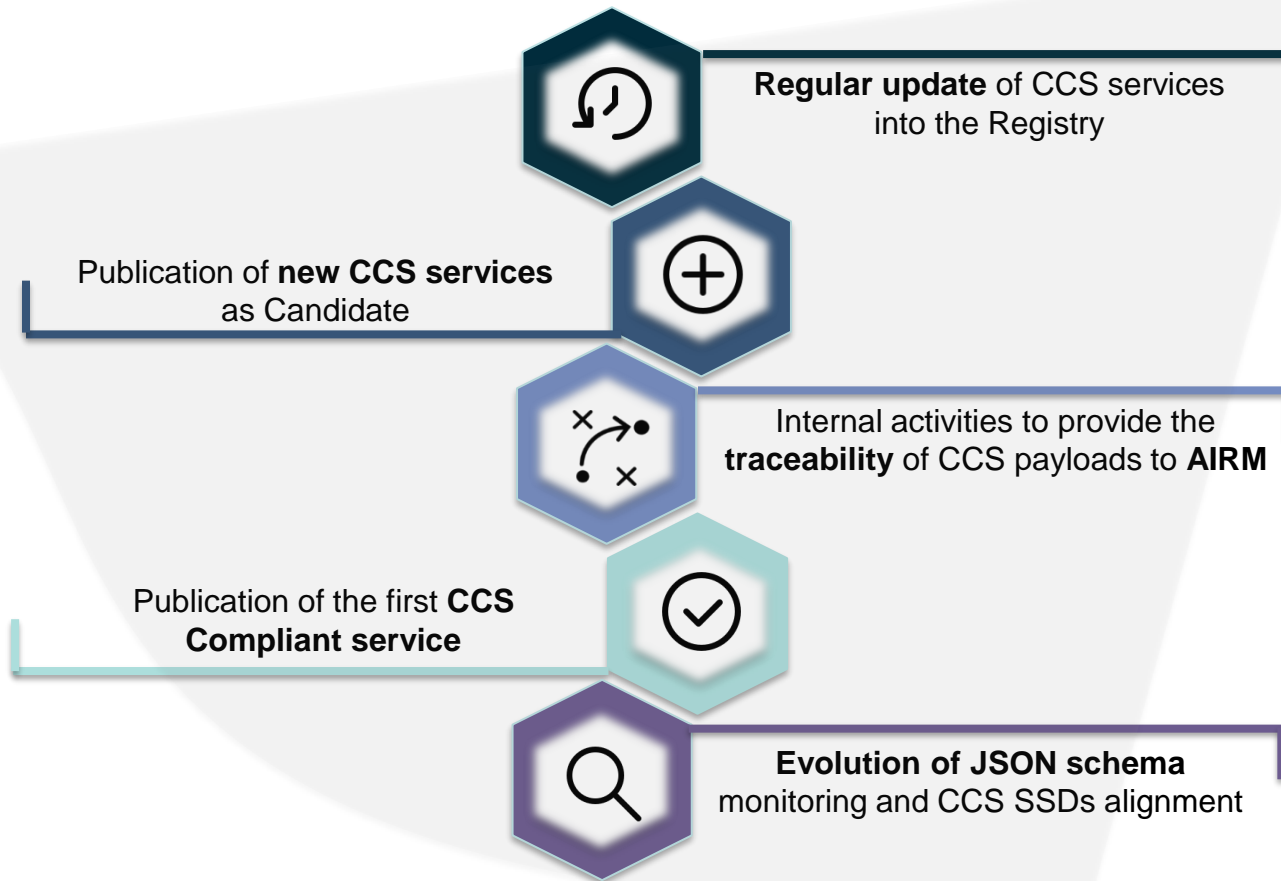 Regular update of CCS services
into the Registry
Publication of new CCS services
as Candidate
Internal activities to provide the
traceability of CCS payloads to AIRM
Publication of the first CCS
Compliant service
Evolution of JSON schema
monitoring and CCS SSDs alignment